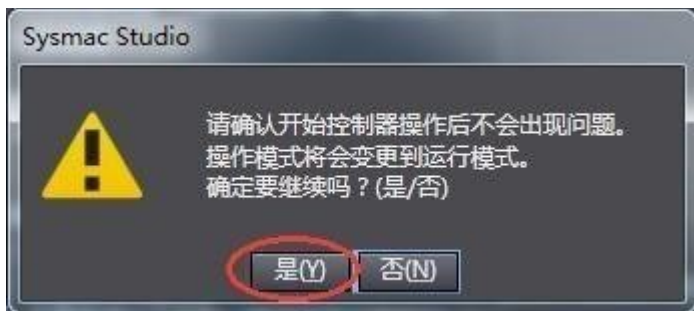 Sysmac Studio
请确认开始控制器操作后不会出现问题。
操作模式将会变更到运行模式。
确定要继续吗？(是/否)
是(Y) 否(N)